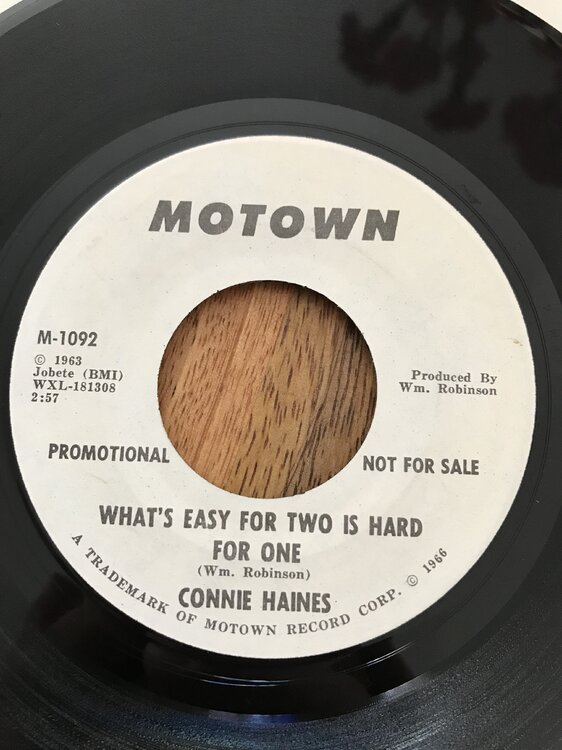 MOTOWN
M-1092
© 1963
Jobete (BMI)
WXL-181308
2:57
Produced By
Wm. Robinson
PROMOTIONAL
NOT FOR SALE
WHAT'S EASY FOR TWO IS HARD
FOR ONE
(Wm. Robinson)
CONNIE HAINES
A TRADEMARK OF MOTOWN RECORD CORP. © 1966